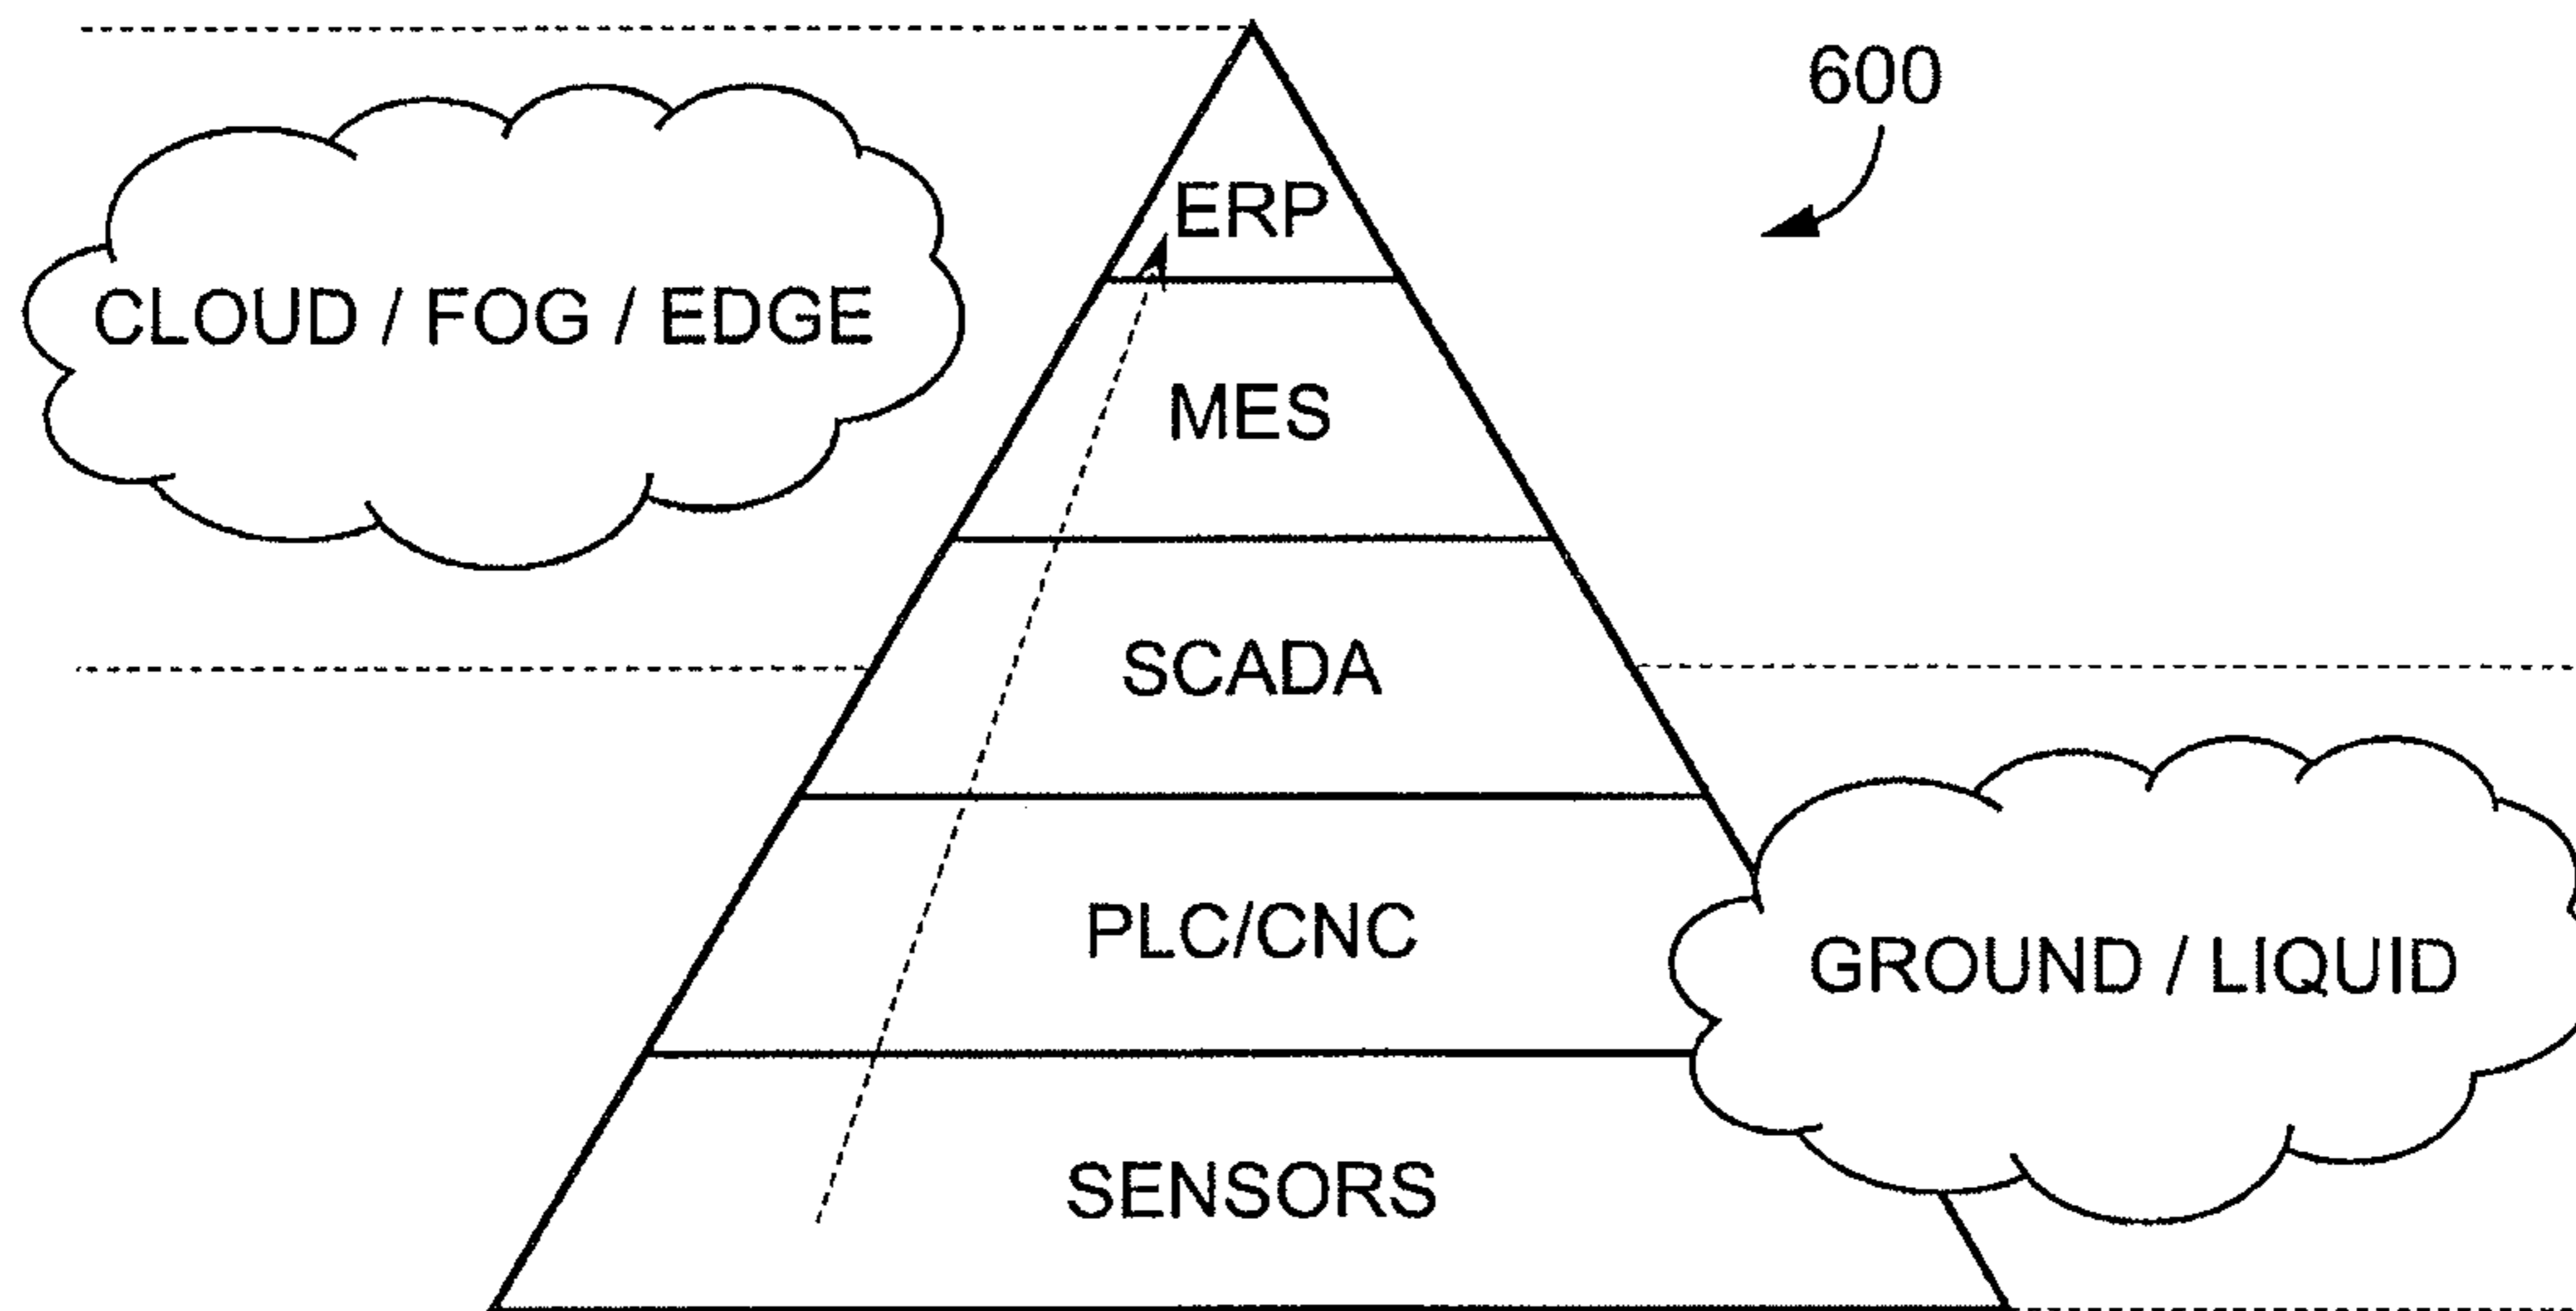 600
ERP
CLOUD / FOG / EDGE
MES
SCADA
PLC/CNC
GROUND / LIQUID
SENSORS